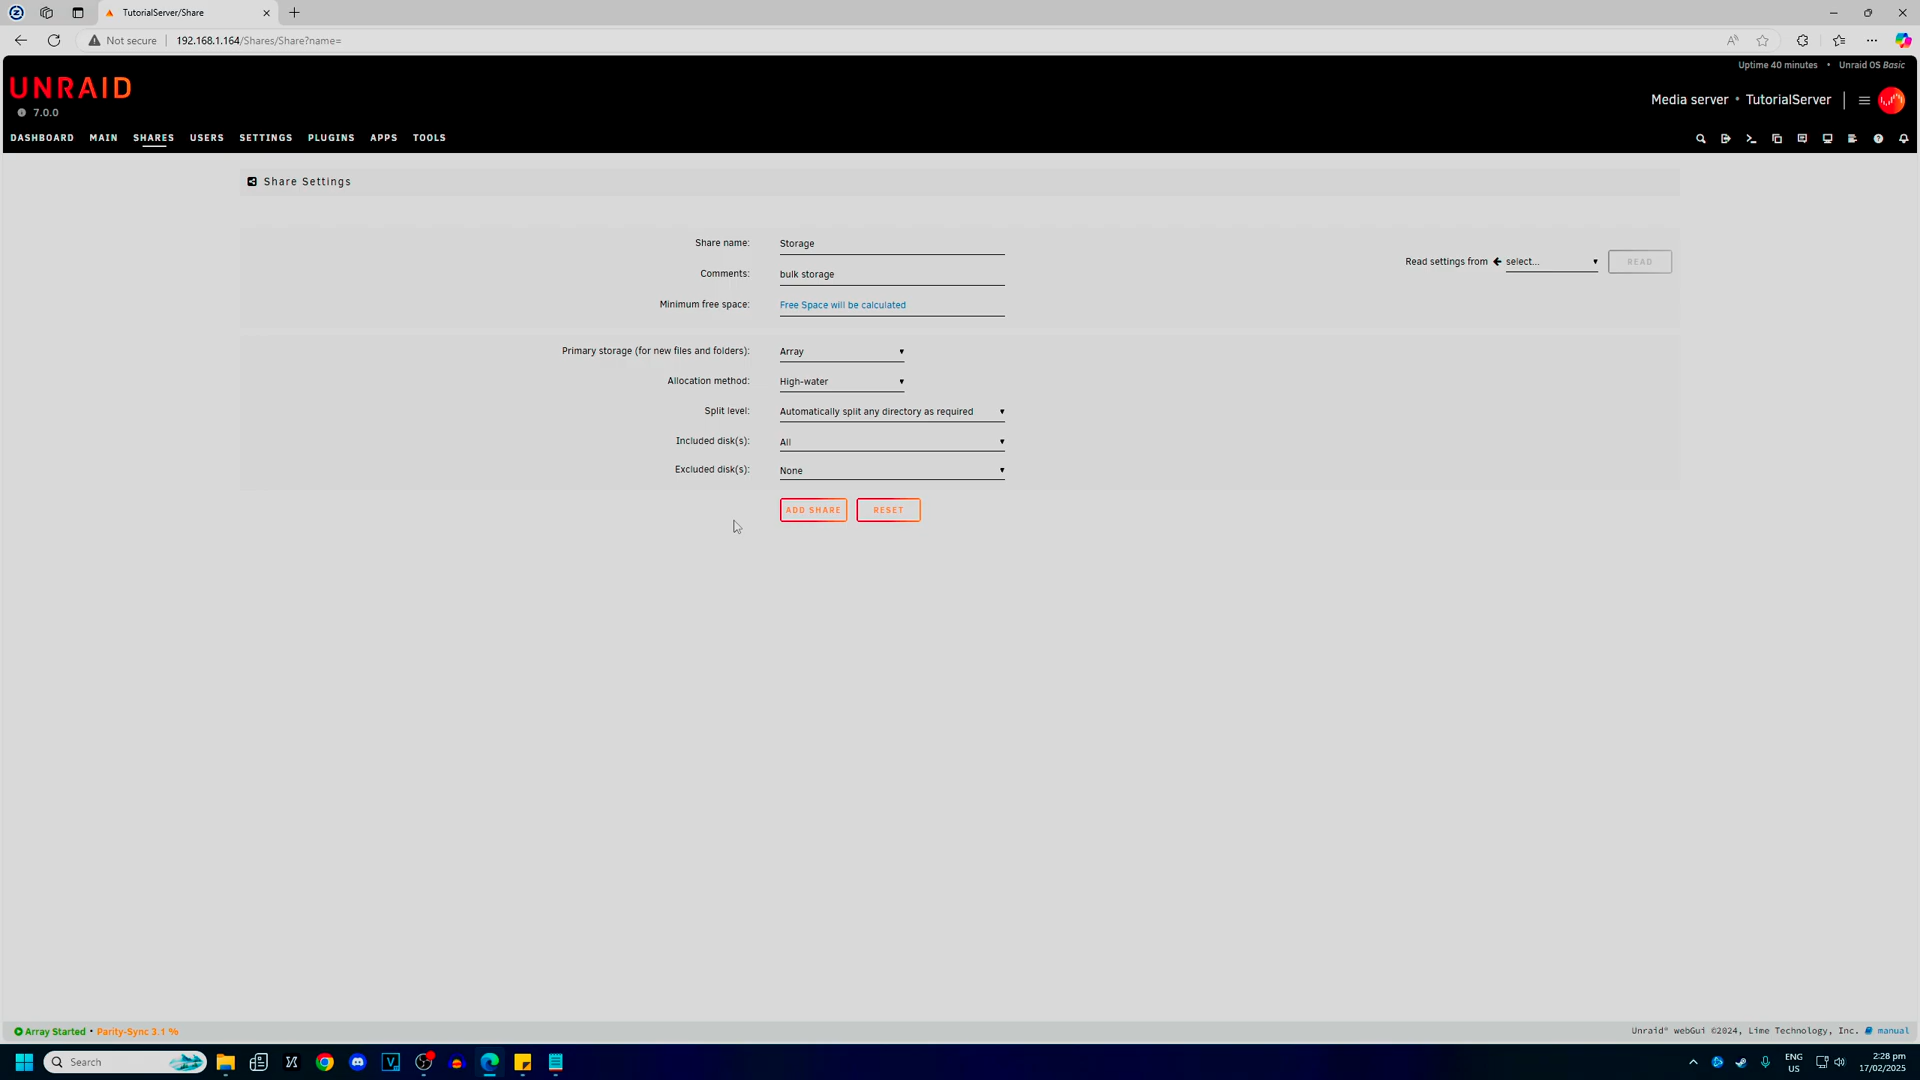 TutorialServer/Share
Not secure
192.168.1.164/Shares/Share?name=
Uptime 40 minutes • Unraid OS Basic
UNRAID
7.0.0
Media server • TutorialServer
DASHBOARD MAIN SHARES USERS SETTINGS PLUGINS APPS TOOLS
Share Settings
Share name: Storage
Read settings from select... READ
Comments: bulk storage
Minimum free space: Free Space will be calculated
Primary storage (for new files and folders): Array
Allocation method: High-water
Split level: Automatically split any directory as required
Included disk(s): All
Excluded disk(s): None
ADD SHARE RESET
Array Started • Parity-Sync 3.1 %
Unraid® webGui ©2024, Lime Technology, Inc. manual
Search
ENG
US
2:28 pm
17/02/2025